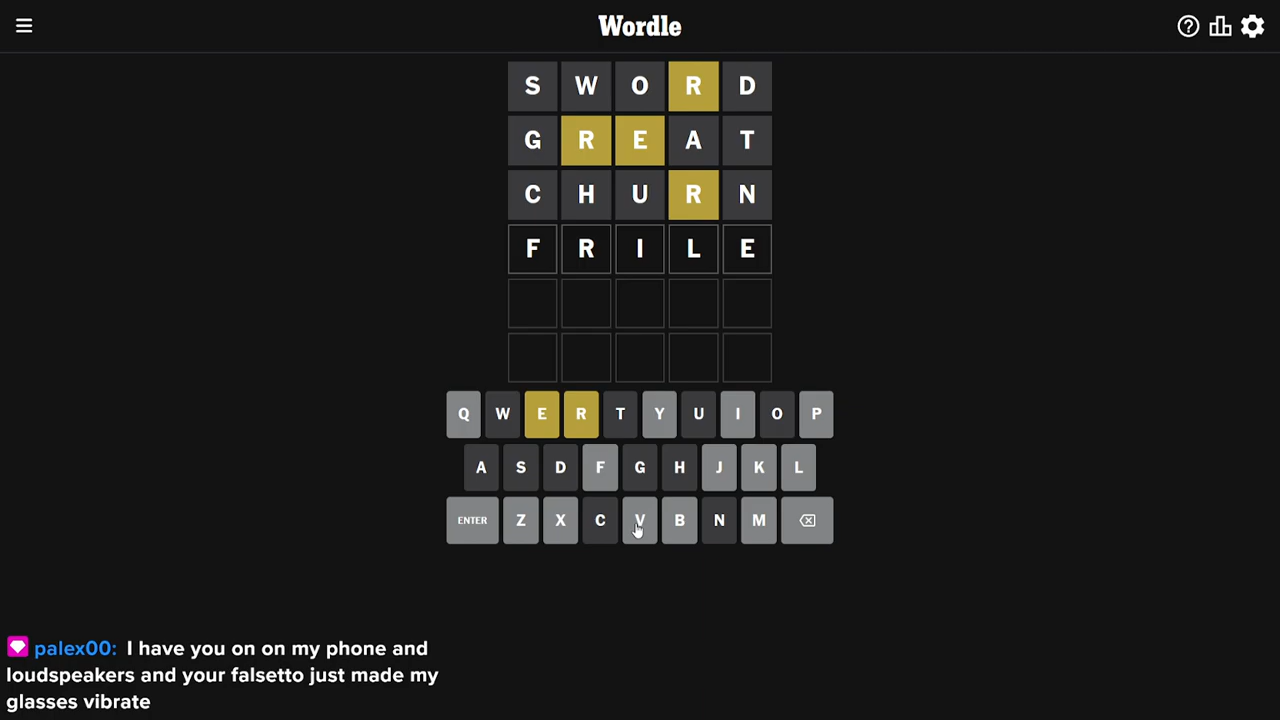 Wordle
S W O R D
G R E A T
C H U R N
F R I L E
Q W E R T Y U I O P
A S D F G H J K L
ENTER Z X C V B N M
palex00: I have you on on my phone and
loudspeakers and your falsetto just made my
glasses vibrate